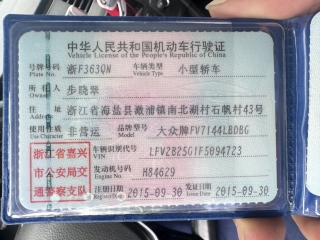 中华人民共和国机动车行驶证
Vehicle License of the People's Republic of China
号牌号码 浙F363QN 车辆类型 小型轿车
Plate No. Vehicle Type
所有人 步晓擎
Owner
住址 浙江省海盐县澉浦镇南北湖村石帆村43号
Address
使用性质 非营运 品牌型号 大众牌FV7144LBDBG
浙江省嘉兴
市公安局交
通警察支队
车辆识别代号 LFV2B25G1F5094723
VIN
发动机号码 H84629
Engine No.
注册日期 2015-09-30 发证日期 2015-09-30
Register Date Issue Date